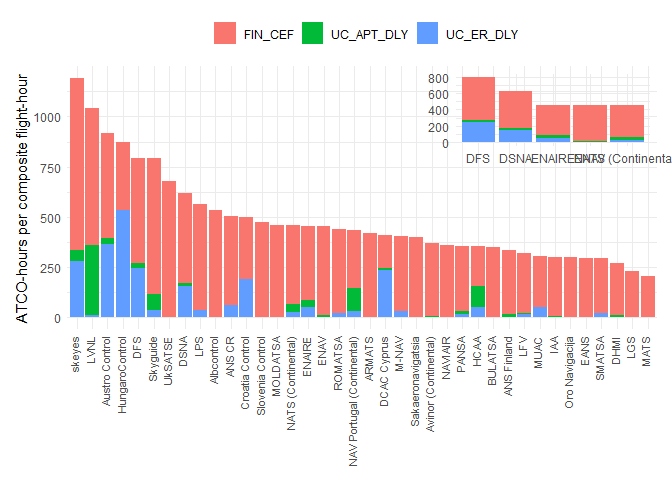 FIN_CEF UC_APT_DLY UC_ER_DLY
ATCO-hours per composite flight-hour
1000
750
500
250
0
800
600
400
200
0
DFS DSNA ENAIRE ENAV NATS (Continental)
skeyes
LVNL
Austro Control
HungaroControl
DFS
Skyguide
UkSATSE
DSNA
LPS
Albcontrol
ANS CR
Croatia Control
Slovenia Control
MOLDATSA
NATS (Continental)
ENAIRE
ENAV
ROMATSA
NAV Portugal (Continental)
ARMATS
DCAC Cyprus
M-NAV
Sakaeronavigatsia
Avinor (Continental)
NAVIAIR
PANSA
HCAA
BULATSA
ANS Finland
LFV
MUAC
IAA
Oro Navigacija
EANS
SMATSA
DHMI
LGS
MATS